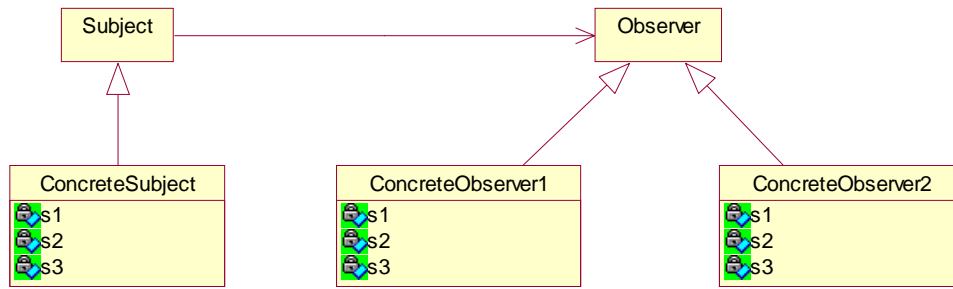 Subject
Observer
ConcreteSubject
s1
s2
s3
ConcreteObserver1
s1
s2
s3
ConcreteObserver2
s1
s2
s3